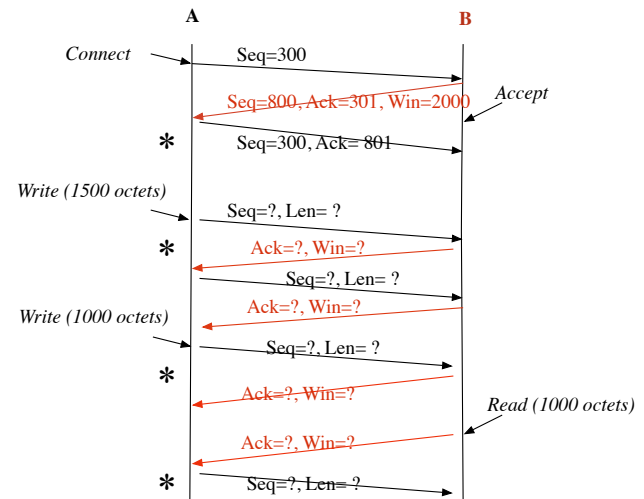 A B
Connect
Seq=300
Seq=800, Ack=301, Win=2000
Accept
*
Seq=300, Ack= 801
Write (1500 octets)
Seq=?, Len= ?
*
Ack=?, Win=?
Seq=?, Len= ?
Ack=?, Win=?
Write (1000 octets)
Seq=?, Len= ?
*
Ack=?, Win=?
Read (1000 octets)
Ack=?, Win=?
*
Seq=?, Len= ?